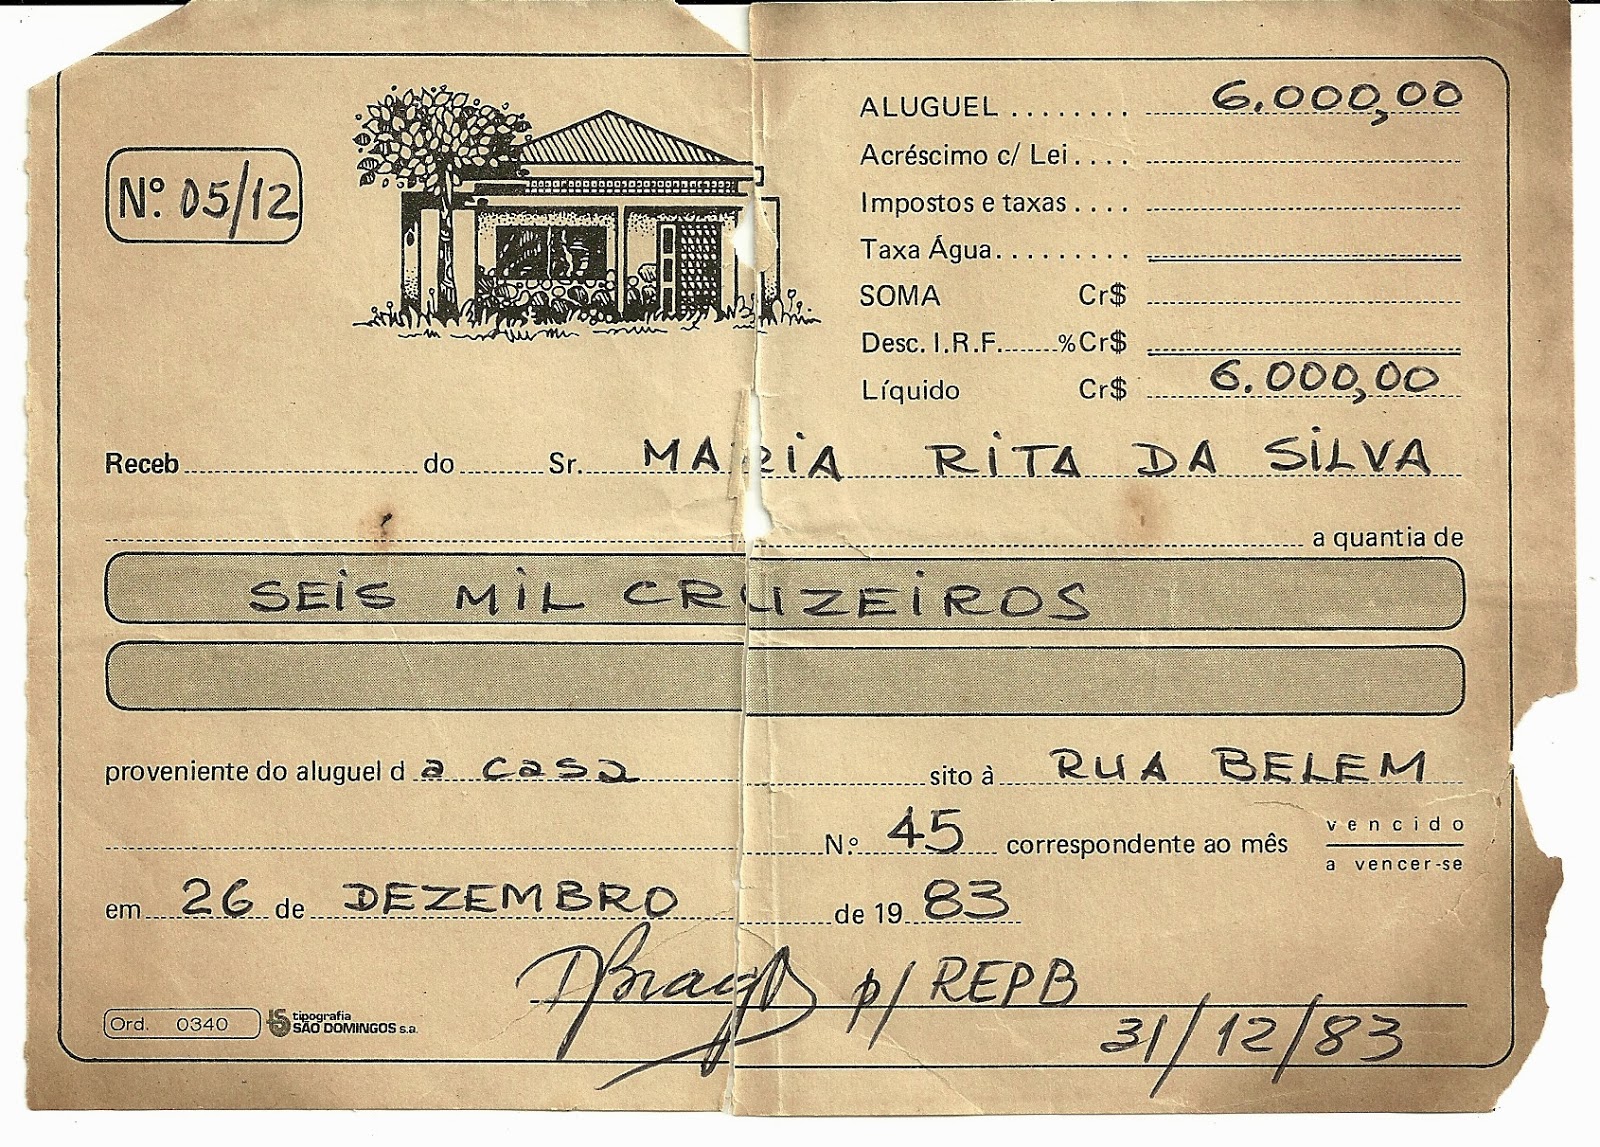 Nº. 05/12
ALUGUEL ........ 6.000,00
Acréscimo c/ Lei ....
Impostos e taxas ....
Taxa Água .........
SOMA Cr$
Desc. I.R.F. % Cr$
Líquido Cr$ 6.000,00
Receb do Sr. MARIA RITA DA SILVA
a quantia de
SEIS MIL CRUZEIROS
proveniente do aluguel d a casa sito à RUA BELEM
N.º 45 correspondente ao mês vencido
a vencer-se
em 26 de DEZEMBRO de 19 83
p/ REPB
31/12/83
Ord. 0340 tipografia
SÃO DOMINGOS s.a.